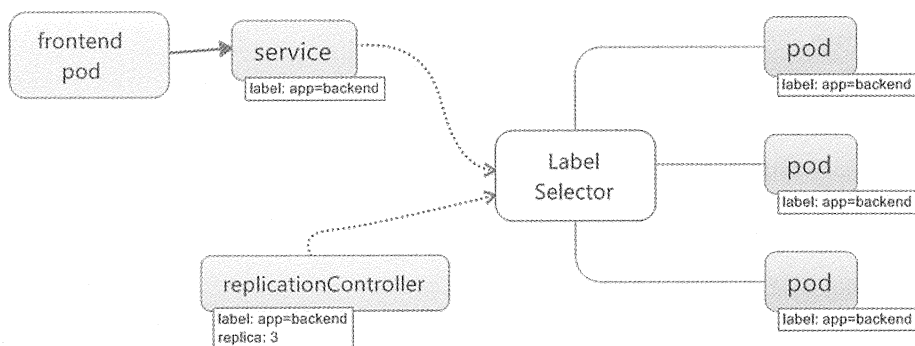 frontend
pod
service
label: app=backend
Label
Selector
replicationController
label: app=backend
replica: 3
pod
label: app=backend
pod
label: app=backend
pod
label: app=backend